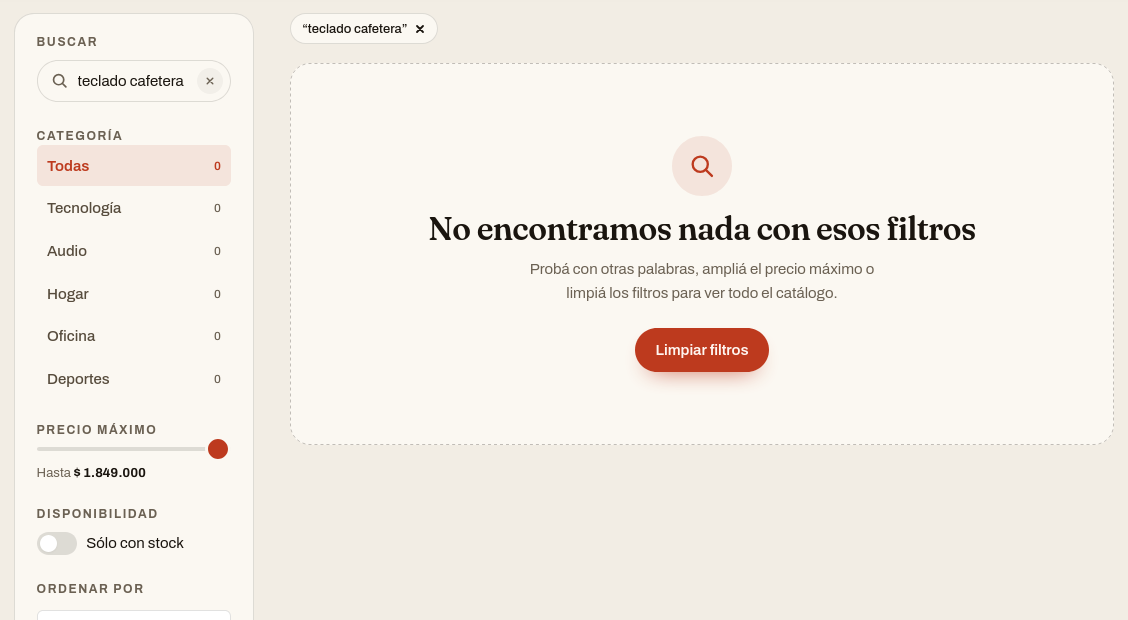 BUSCAR
teclado cafetera
CATEGORÍA
Todas 0
Tecnología 0
Audio 0
Hogar 0
Oficina 0
Deportes 0
PRECIO MÁXIMO
Hasta $ 1.849.000
DISPONIBILIDAD
Sólo con stock
ORDENAR POR
“teclado cafetera”
No encontramos nada con esos filtros
Probá con otras palabras, ampliá el precio máximo o
limpiá los filtros para ver todo el catálogo.
Limpiar filtros